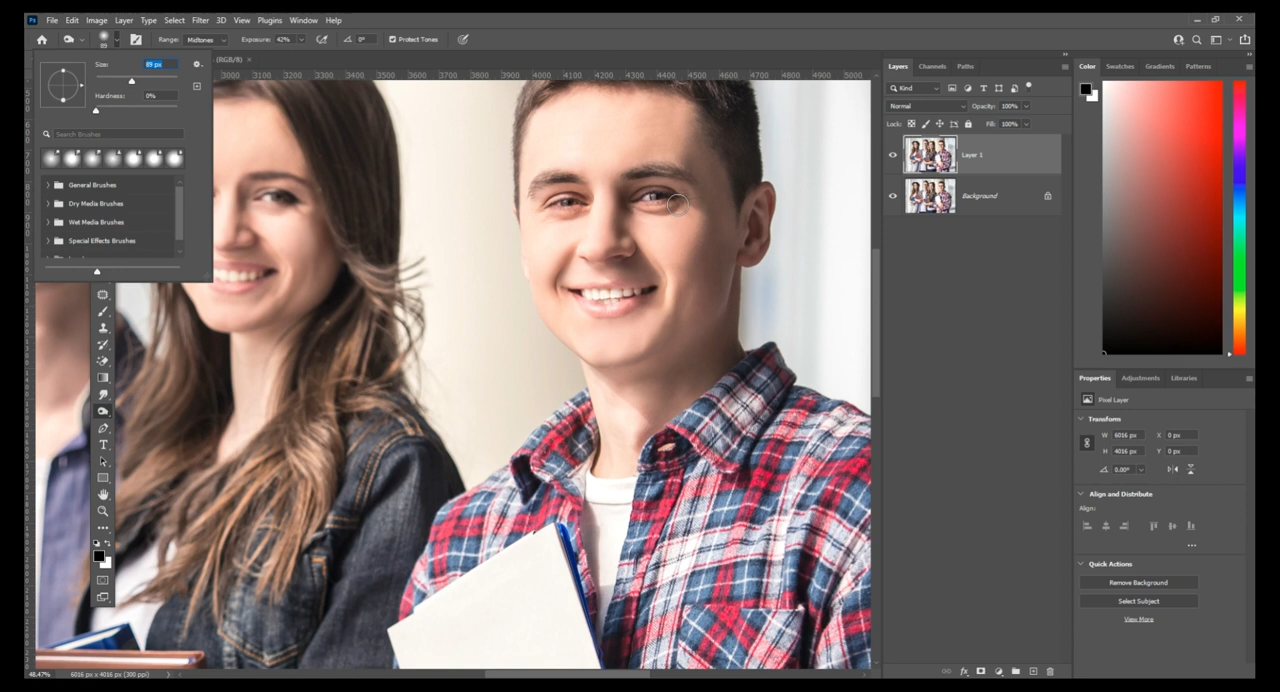 Ps File Edit Image Layer Type Select Filter 3D View Plugins Window Help
89 Range: Midtones Exposure: 42% 0° Protect Tones
(RGB/8) ×
3000 3100 3200 3300 3400 3500 3600 3700 3800 3900 4000 4100 4200 4300 4400 4500 4600 4700 4800 4900 5000
Size: 89 px
Hardness: 0%
Search Brushes
General Brushes
Dry Media Brushes
Wet Media Brushes
Special Effects Brushes
Layers Channels Paths
Kind
Normal Opacity: 100%
Lock: Fill: 100%
Layer 1
Background
Color Swatches Gradients Patterns
Properties Adjustments Libraries
Pixel Layer
Transform
W 6016 px X 0 px
H 4016 px Y 0 px
0.00°
Align and Distribute
Align:
Quick Actions
Remove Background
Select Subject
View More
48.47% 6016 px x 4016 px (300 ppi)